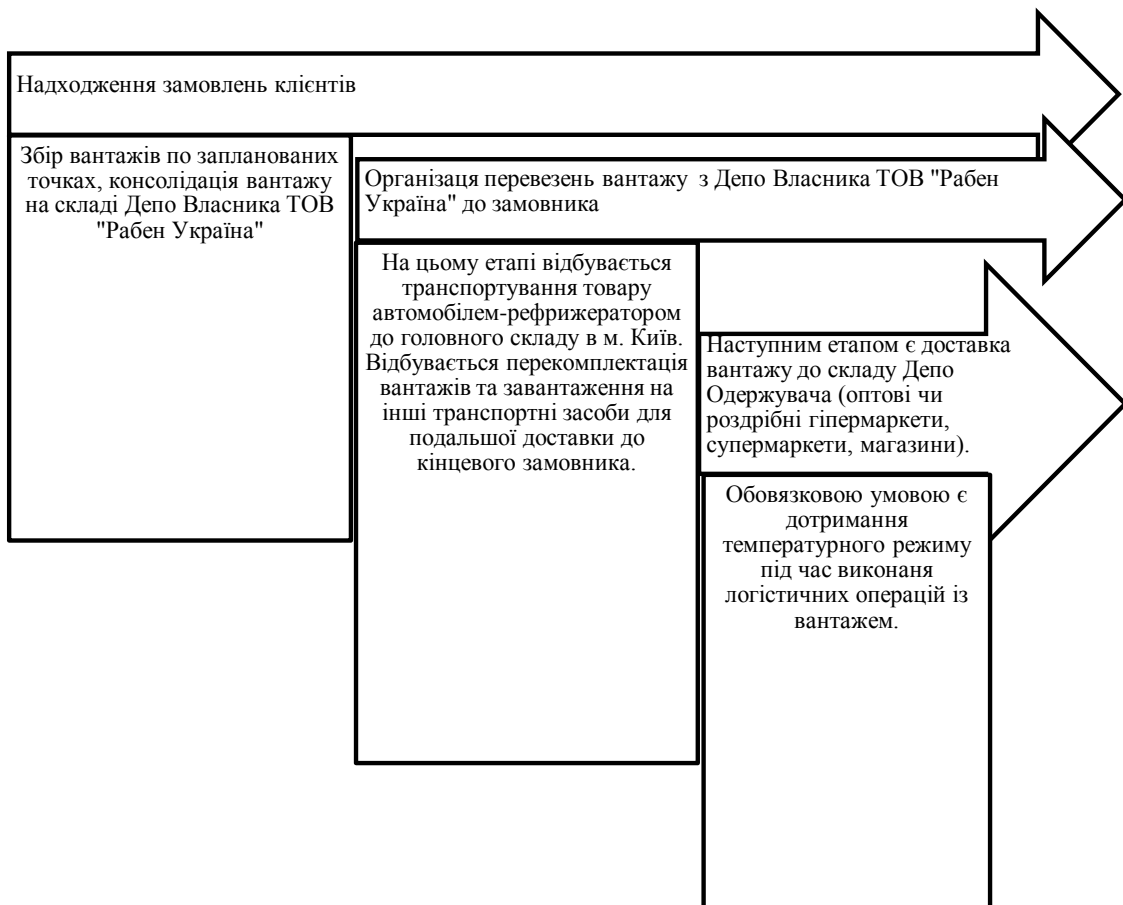 Надходження замовлень клієнтів
Збір вантажів по запланованих
точках, консолідація вантажу
на складі Депо Власника ТОВ
"Рабен Україна"
Організаця перевезень вантажу з Депо Власника ТОВ "Рабен
Україна" до замовника
На цьому етапі відбувається
транспортування товару
автомобілем-рефрижератором
до головного складу в м. Київ.
Відбувається перекомплектація
вантажів та завантаження на
інші транспортні засоби для
подальшої доставки до
кінцевого замовника.
Наступним етапом є доставка
вантажу до складу Депо
Одержувача (оптові чи
роздрібні гіпермаркети,
супермаркети, магазини).
Обовязковою умовою є
дотримання
температурного режиму
під час виконаня
логістичних операцій із
вантажем.